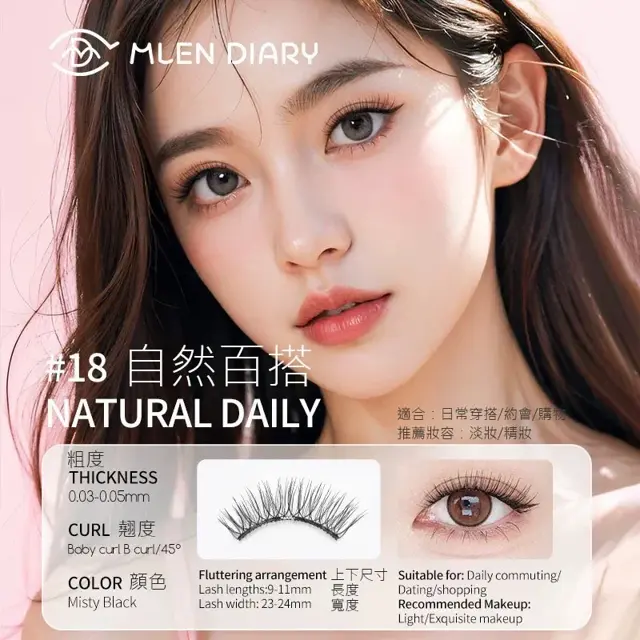 MLEN DIARY
#18 自然百搭
NATURAL DAILY
適合：日常穿搭/約會/購物
推薦妝容：淡妝/精妝
粗度
THICKNESS
0.03-0.05mm
CURL 翹度
Baby curl B curl/45°
COLOR 顔色
Misty Black
Fluttering arrangement 上下尺寸
Lash lengths:9-11mm 長度
Lash width: 23-24mm 寬度
Suitable for: Daily commuting/
Dating/shopping
Recommended Makeup:
Light/Exquisite makeup